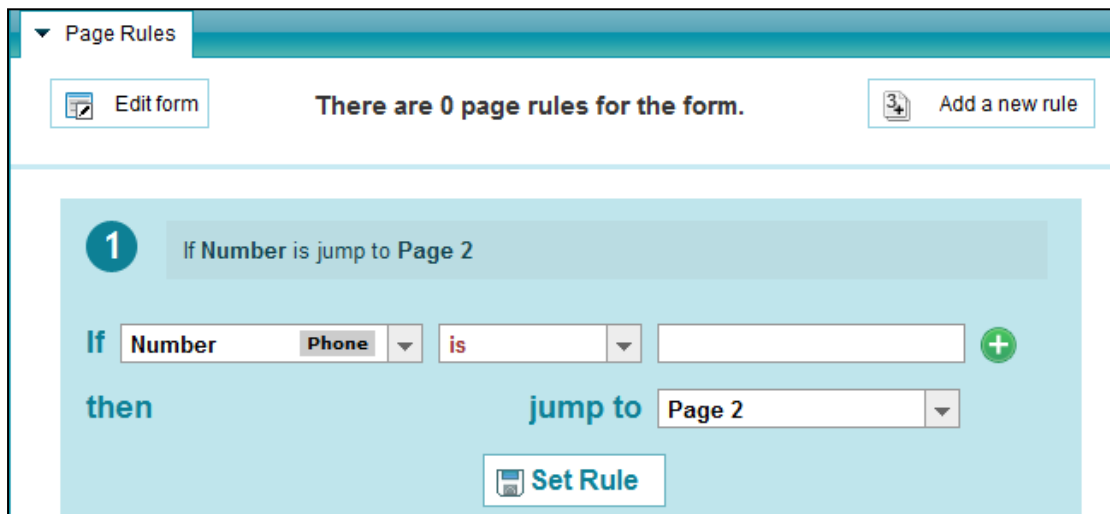 Page Rules
Edit form
There are 0 page rules for the form.
3+ Add a new rule
1
If Number is jump to Page 2
If Number Phone is
then jump to Page 2
Set Rule